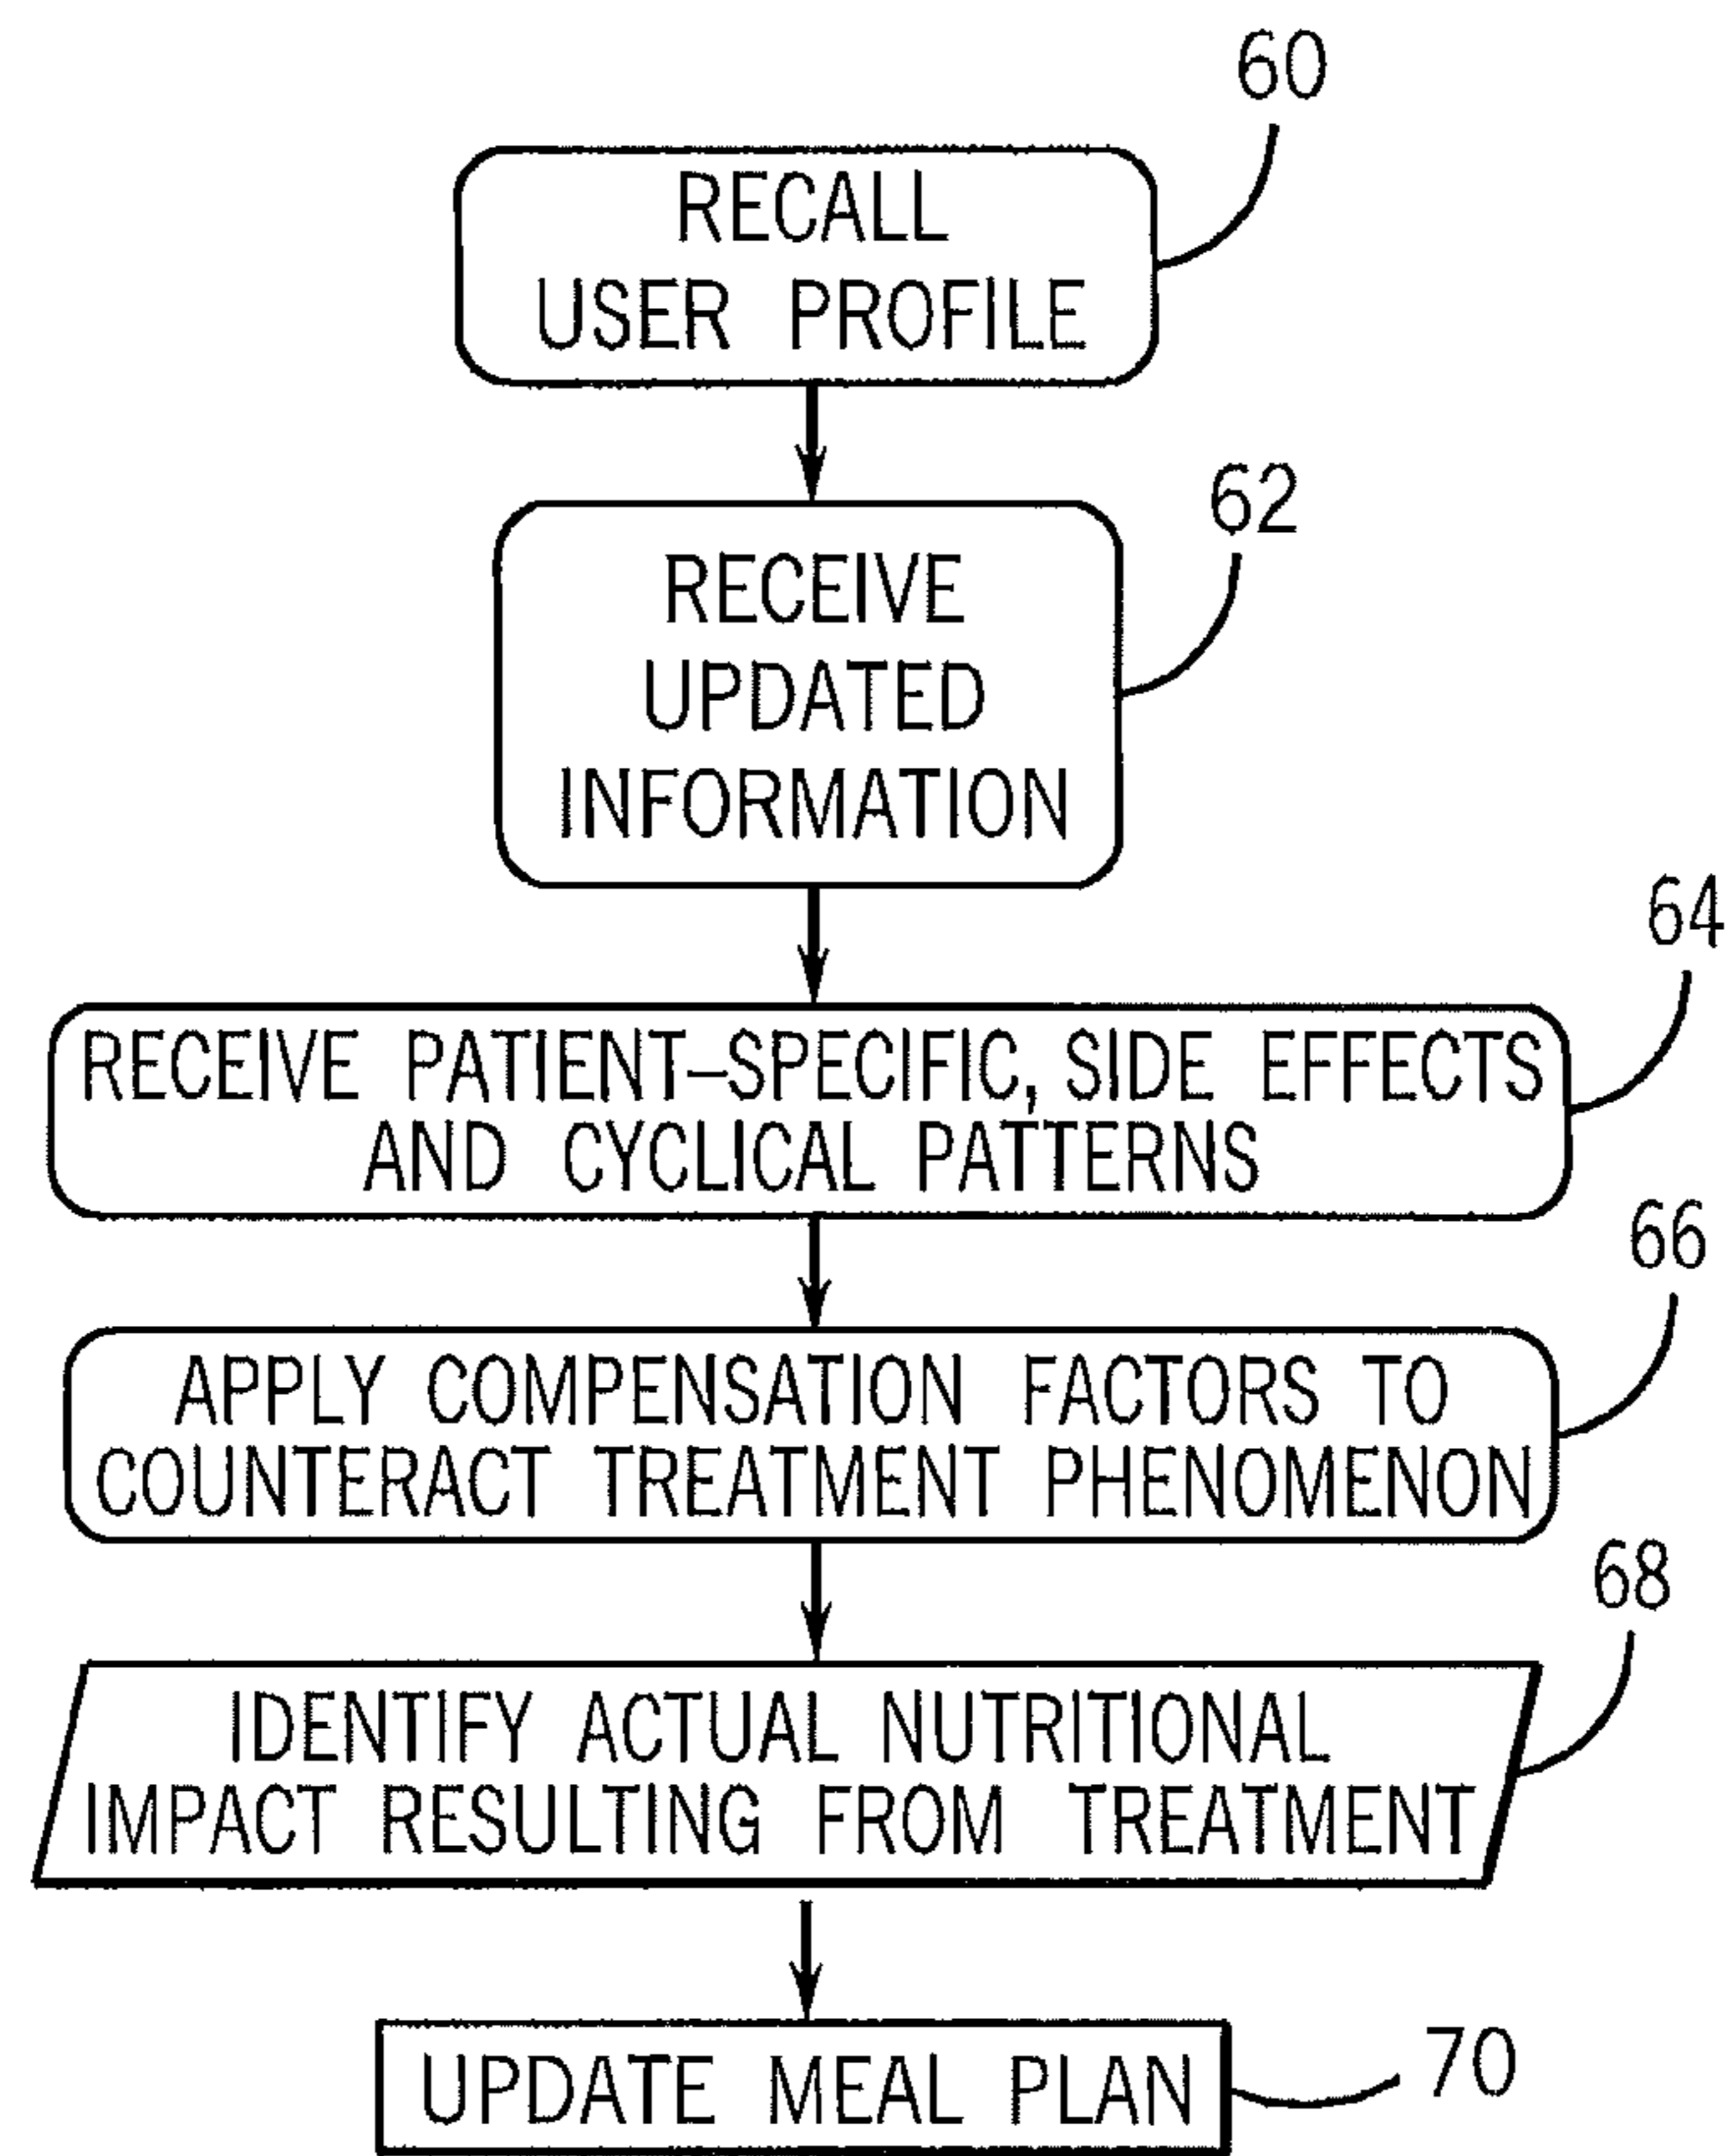 60
RECALL
USER PROFILE
62
RECEIVE
UPDATED
INFORMATION
64
RECEIVE PATIENT-SPECIFIC, SIDE EFFECTS
AND CYCLICAL PATTERNS
66
APPLY COMPENSATION FACTORS TO
COUNTERACT TREATMENT PHENOMENON
68
IDENTIFY ACTUAL NUTRITIONAL
IMPACT RESULTING FROM TREATMENT
UPDATE MEAL PLAN
70